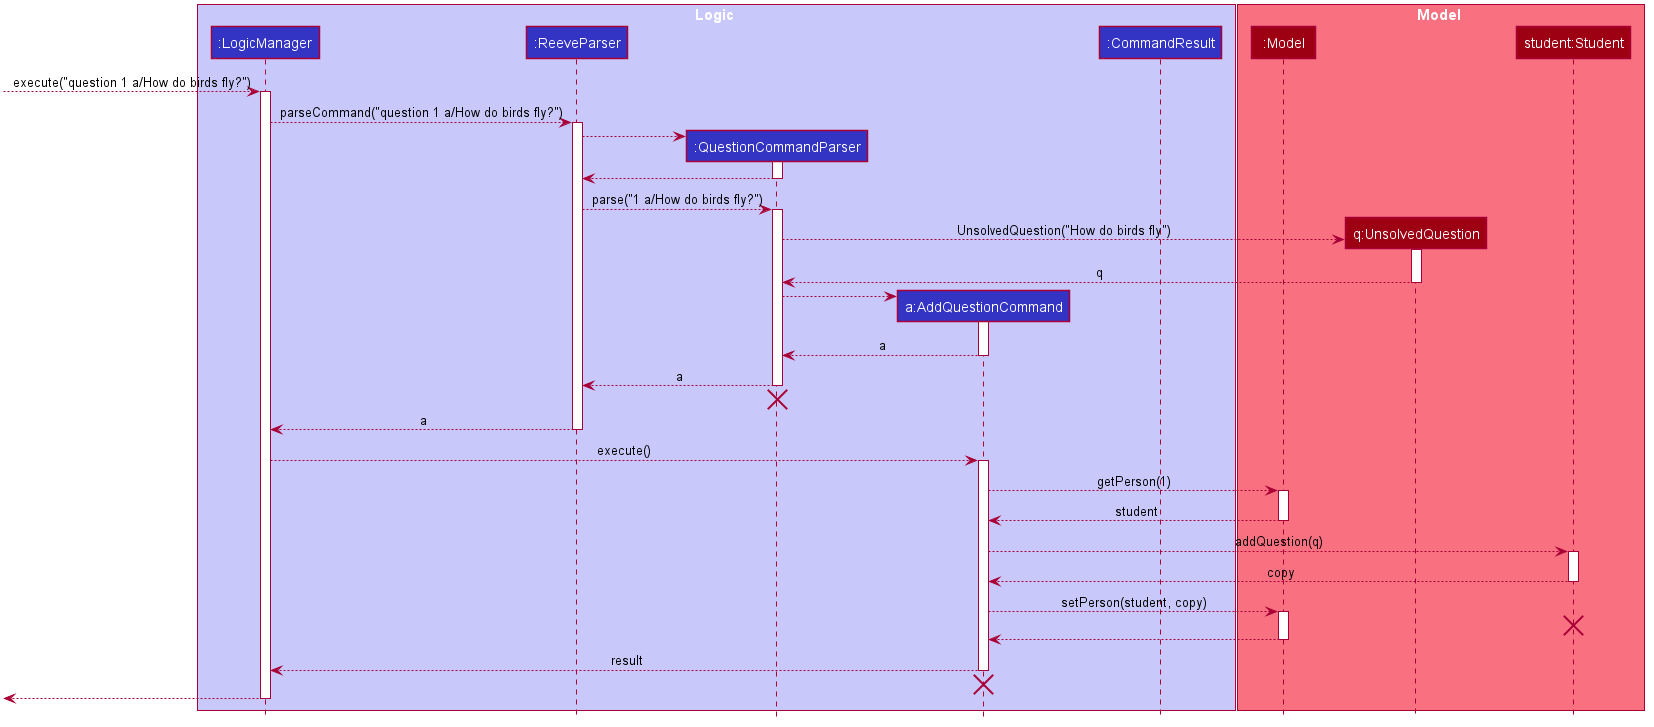 Logic
Model
:LogicManager
:ReeveParser
:CommandResult
:Model
student:Student
execute("question 1 a/How do birds fly?")
parseCommand("question 1 a/How do birds fly?")
:QuestionCommandParser
parse("1 a/How do birds fly?")
UnsolvedQuestion("How do birds fly")
q:UnsolvedQuestion
q
a:AddQuestionCommand
a
a
a
execute()
getPerson(1)
student
addQuestion(q)
copy
setPerson(student, copy)
result